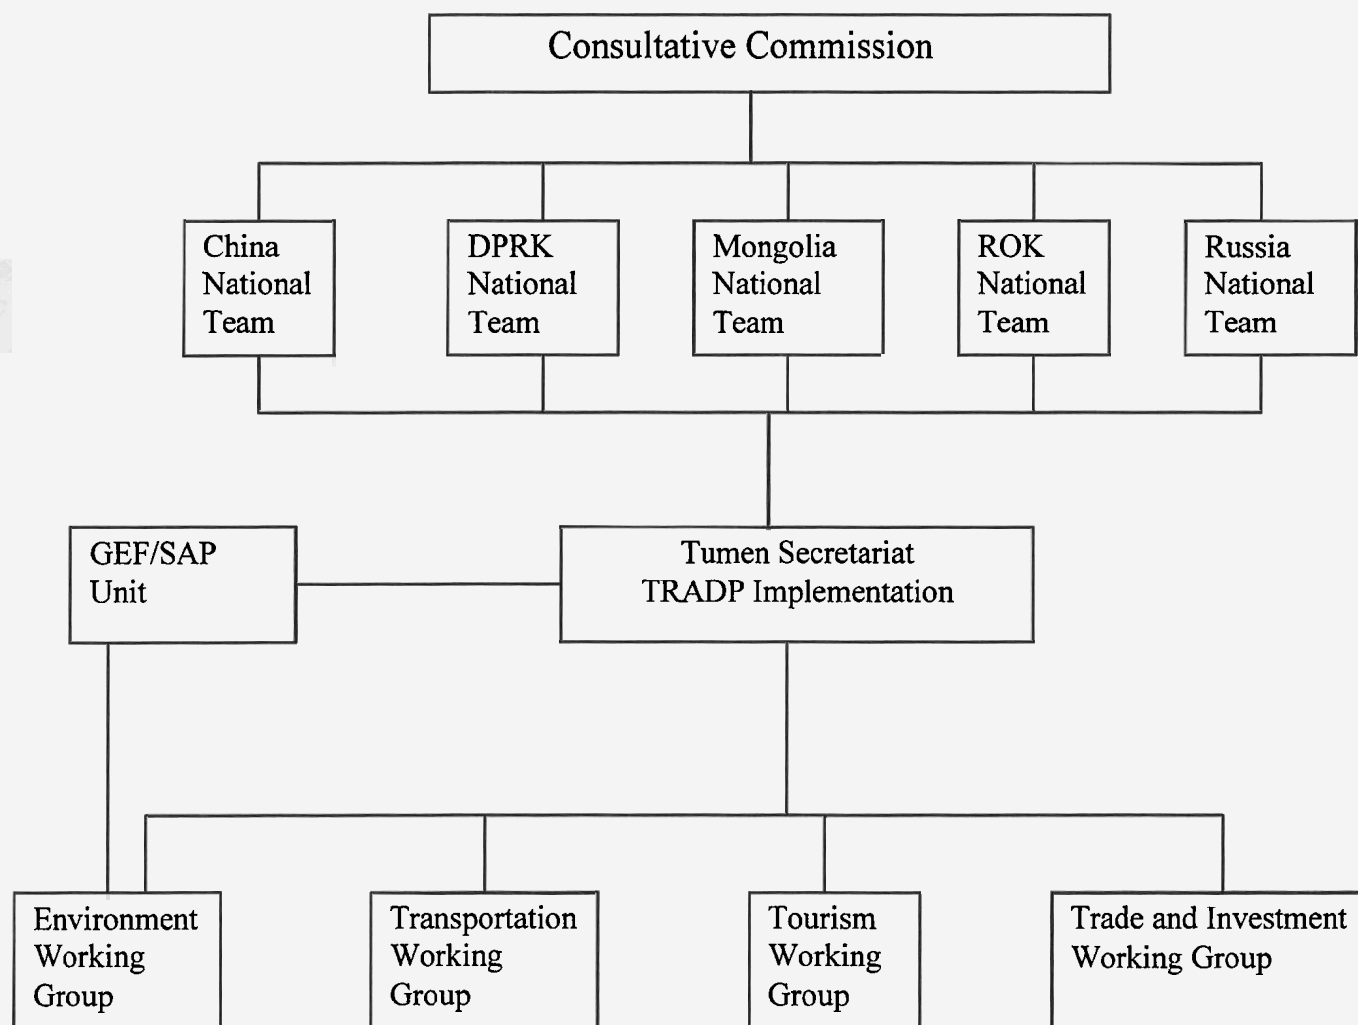 Consultative Commission
China
National
Team
DPRK
National
Team
Mongolia
National
Team
ROK
National
Team
Russia
National
Team
GEF/SAP
Unit
Tumen Secretariat
TRADP Implementation
Environment
Working
Group
Transportation
Working
Group
Tourism
Working
Group
Trade and Investment
Working Group